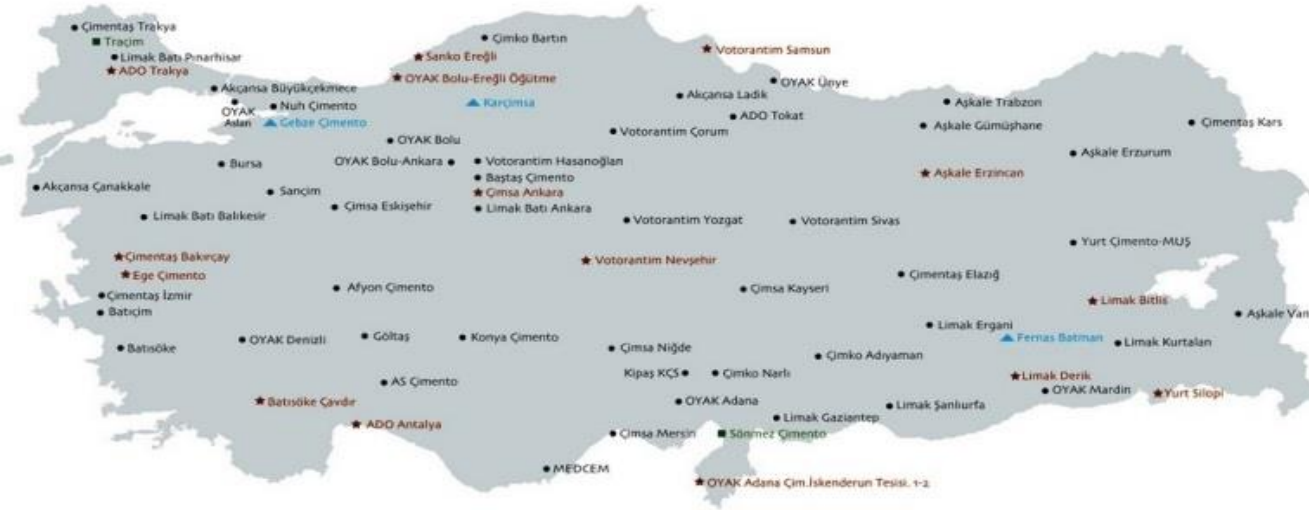 Çimentaş Trakya
Traçim
Limak Batı Pınarhisar
ADO Trakya
Akçansa Büyükçekmece
OYAK
Aslan
Nuh Çimento
Gebze Çimento
Sanko Ereğli
Çimko Bartın
OYAK Bolu-Ereğli Öğütme
Karçimsa
Votorantim Samsun
OYAK Ünye
Akçansa Ladik
ADO Tokat
Votorantim Çorum
Aşkale Trabzon
Aşkale Gümüşhane
Çimentaş Kars
Aşkale Erzurum
Aşkale Erzincan
OYAK Bolu
OYAK Bolu-Ankara
Votorantim Hasanoğlan
Baştaş Çimento
Çimsa Ankara
Limak Batı Ankara
Bursa
Akçansa Çanakkale
Sançim
Çimsa Eskişehir
Limak Batı Balıkesir
Votorantim Yozgat
Votorantim Sivas
Yurt Çimento-MUŞ
Çimentaş Bakırçay
Ege Çimento
Votorantim Nevşehir
Çimentaş Elazığ
Çimentaş İzmir
Batıçim
Afyon Çimento
Çimsa Kayseri
Limak Bitlis
Aşkale Van
Limak Ergani
Fernas Batman
Limak Kurtalan
Batısöke
OYAK Denizli
Göltaş
Konya Çimento
Çimsa Niğde
Çimko Adıyaman
Kipaş KÇS
Çimko Narlı
AS Çimento
Limak Derik
OYAK Mardin
Yurt Silopi
Batısöke Çavdır
OYAK Adana
Limak Şanlıurfa
Limak Gaziantep
ADO Antalya
Çimsa Mersin
Sönmez Çimento
MEDCEM
OYAK Adana Çim.İskenderun Tesisi. 1-2